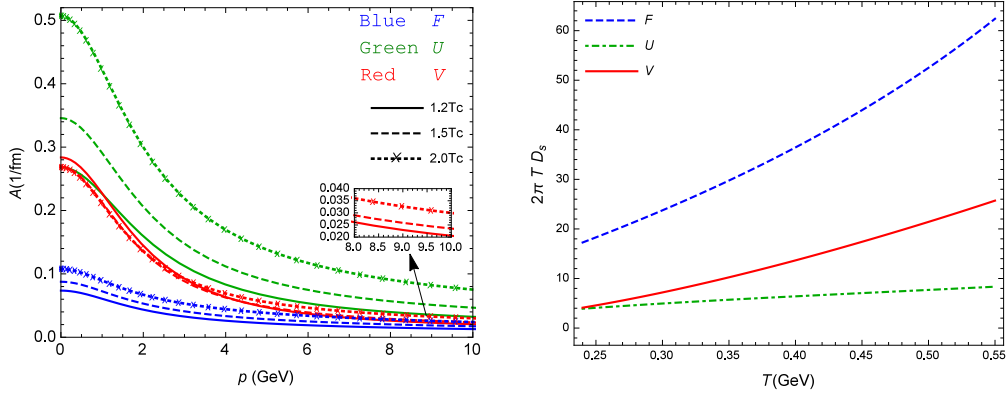 0.5
0.4
0.3
0.2
0.1
0.0
A(1/fm)
Blue F
Green U
Red V
1.2Tc
1.5Tc
2.0Tc
0.040
0.035
0.030
0.025
0.020
8.0 8.5 9.0 9.5 10.0
0 2 4 6 8 10
p (GeV)
60
50
40
30
20
10
0
2π T Ds
F
U
V
0.25 0.30 0.35 0.40 0.45 0.50 0.55
T(GeV)